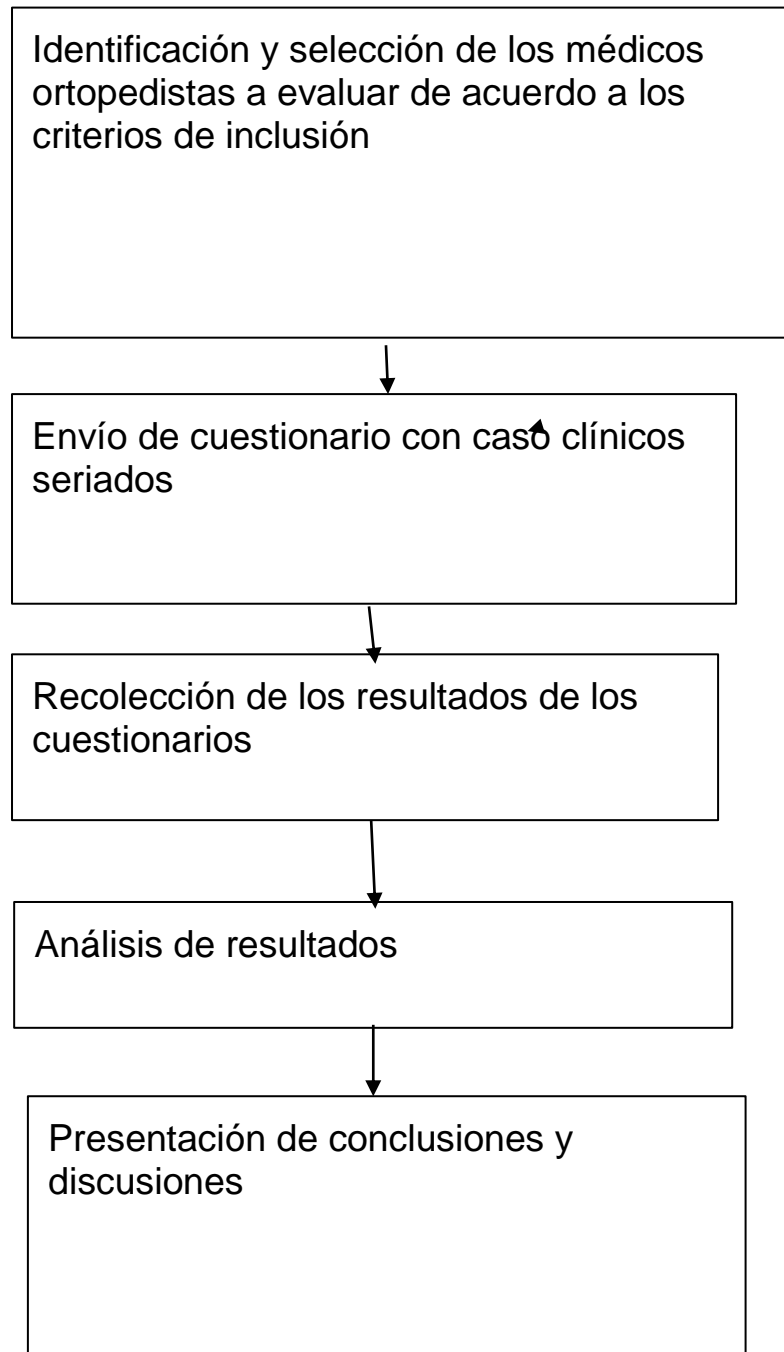 Identificación y selección de los médicos
ortopedistas a evaluar de acuerdo a los
criterios de inclusión
Envío de cuestionario con caso clínicos
seriados
Recolección de los resultados de los
cuestionarios
Análisis de resultados
Presentación de conclusiones y
discusiones